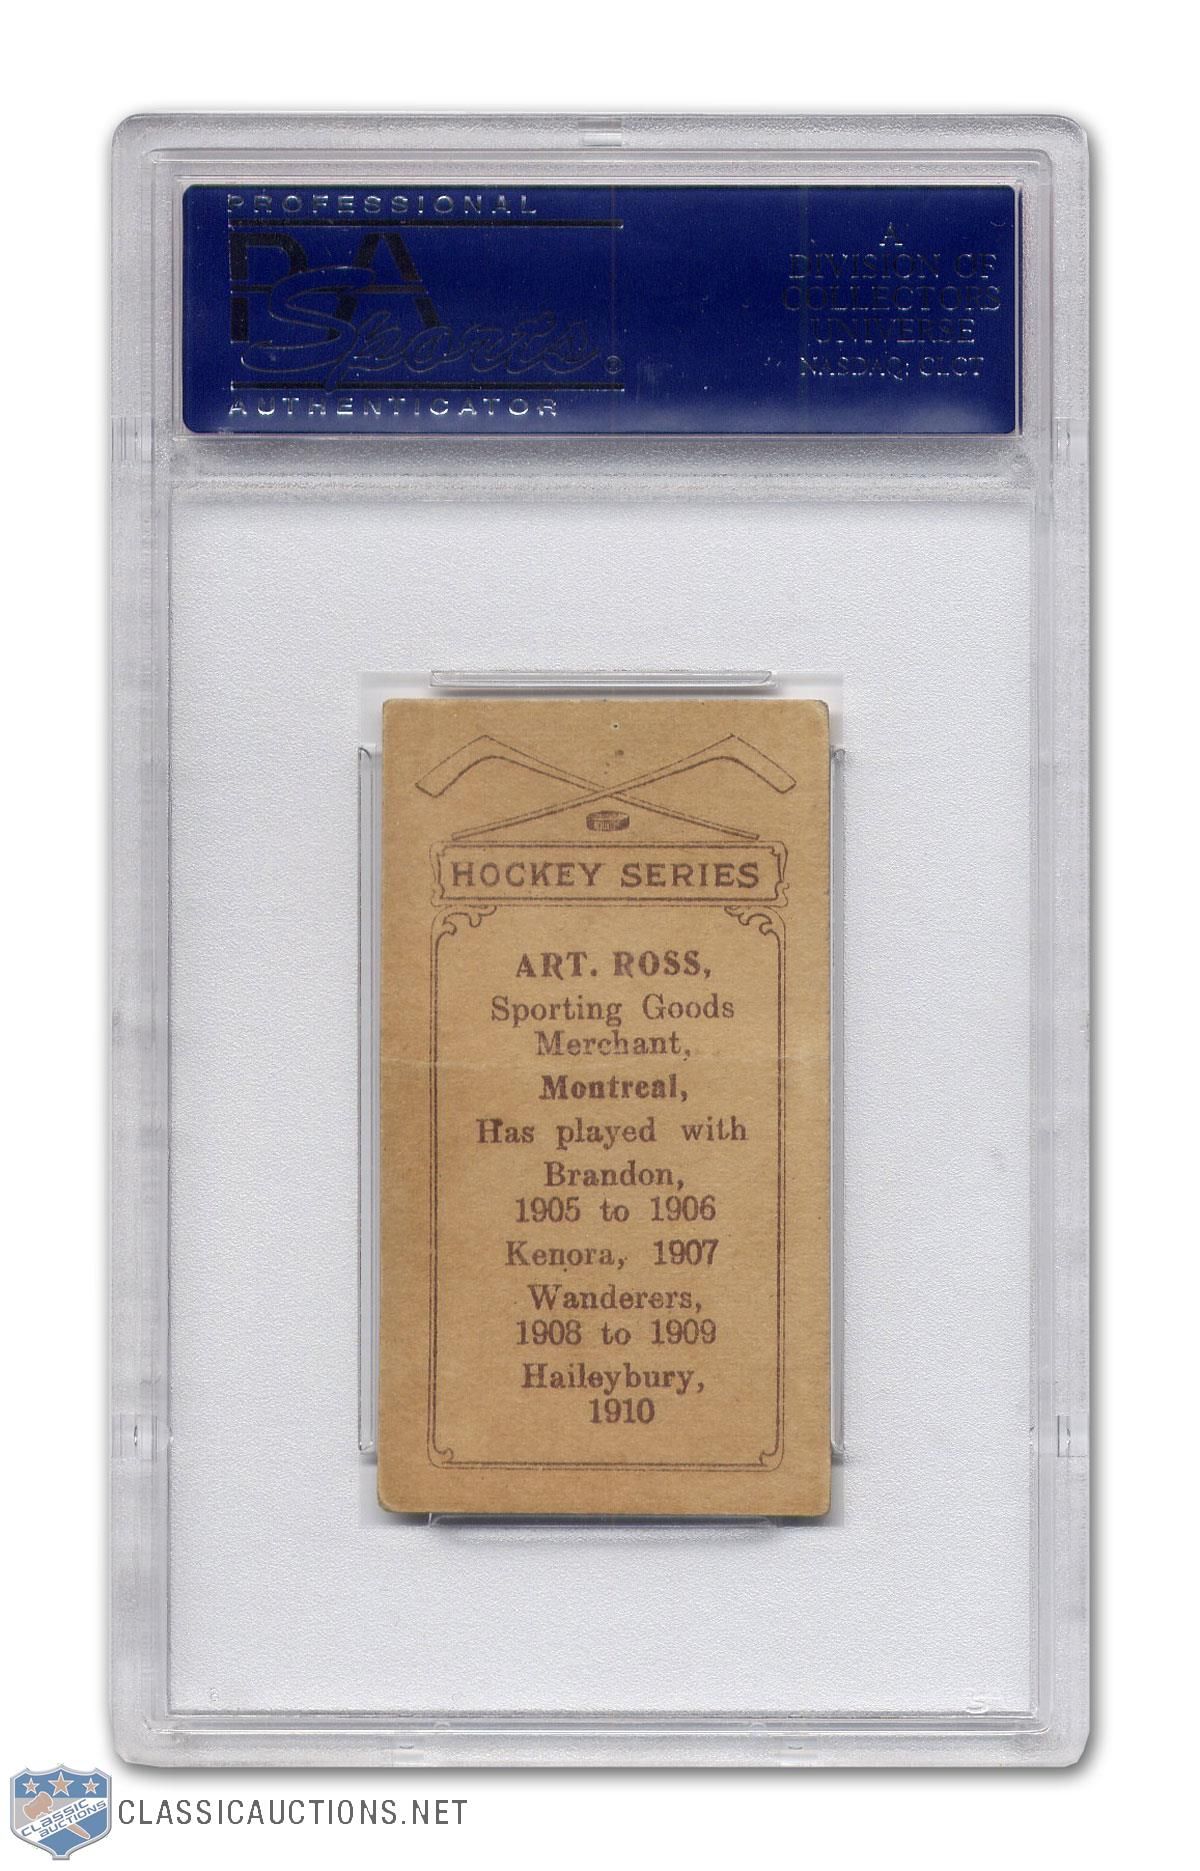 PROFESSIONAL
PSA
Sports®
AUTHENTICATOR
A
DIVISION OF
COLLECTORS
UNIVERSE
NASDAQ: CLCT
HOCKEY SERIES
ART. ROSS,
Sporting Goods
Merchant,
Montreal,
Has played with
Brandon,
1905 to 1906
Kenora, 1907
Wanderers,
1908 to 1909
Haileybury,
1910
PSA
CLASSIC
AUCTIONS
CLASSICAUCTIONS.NET